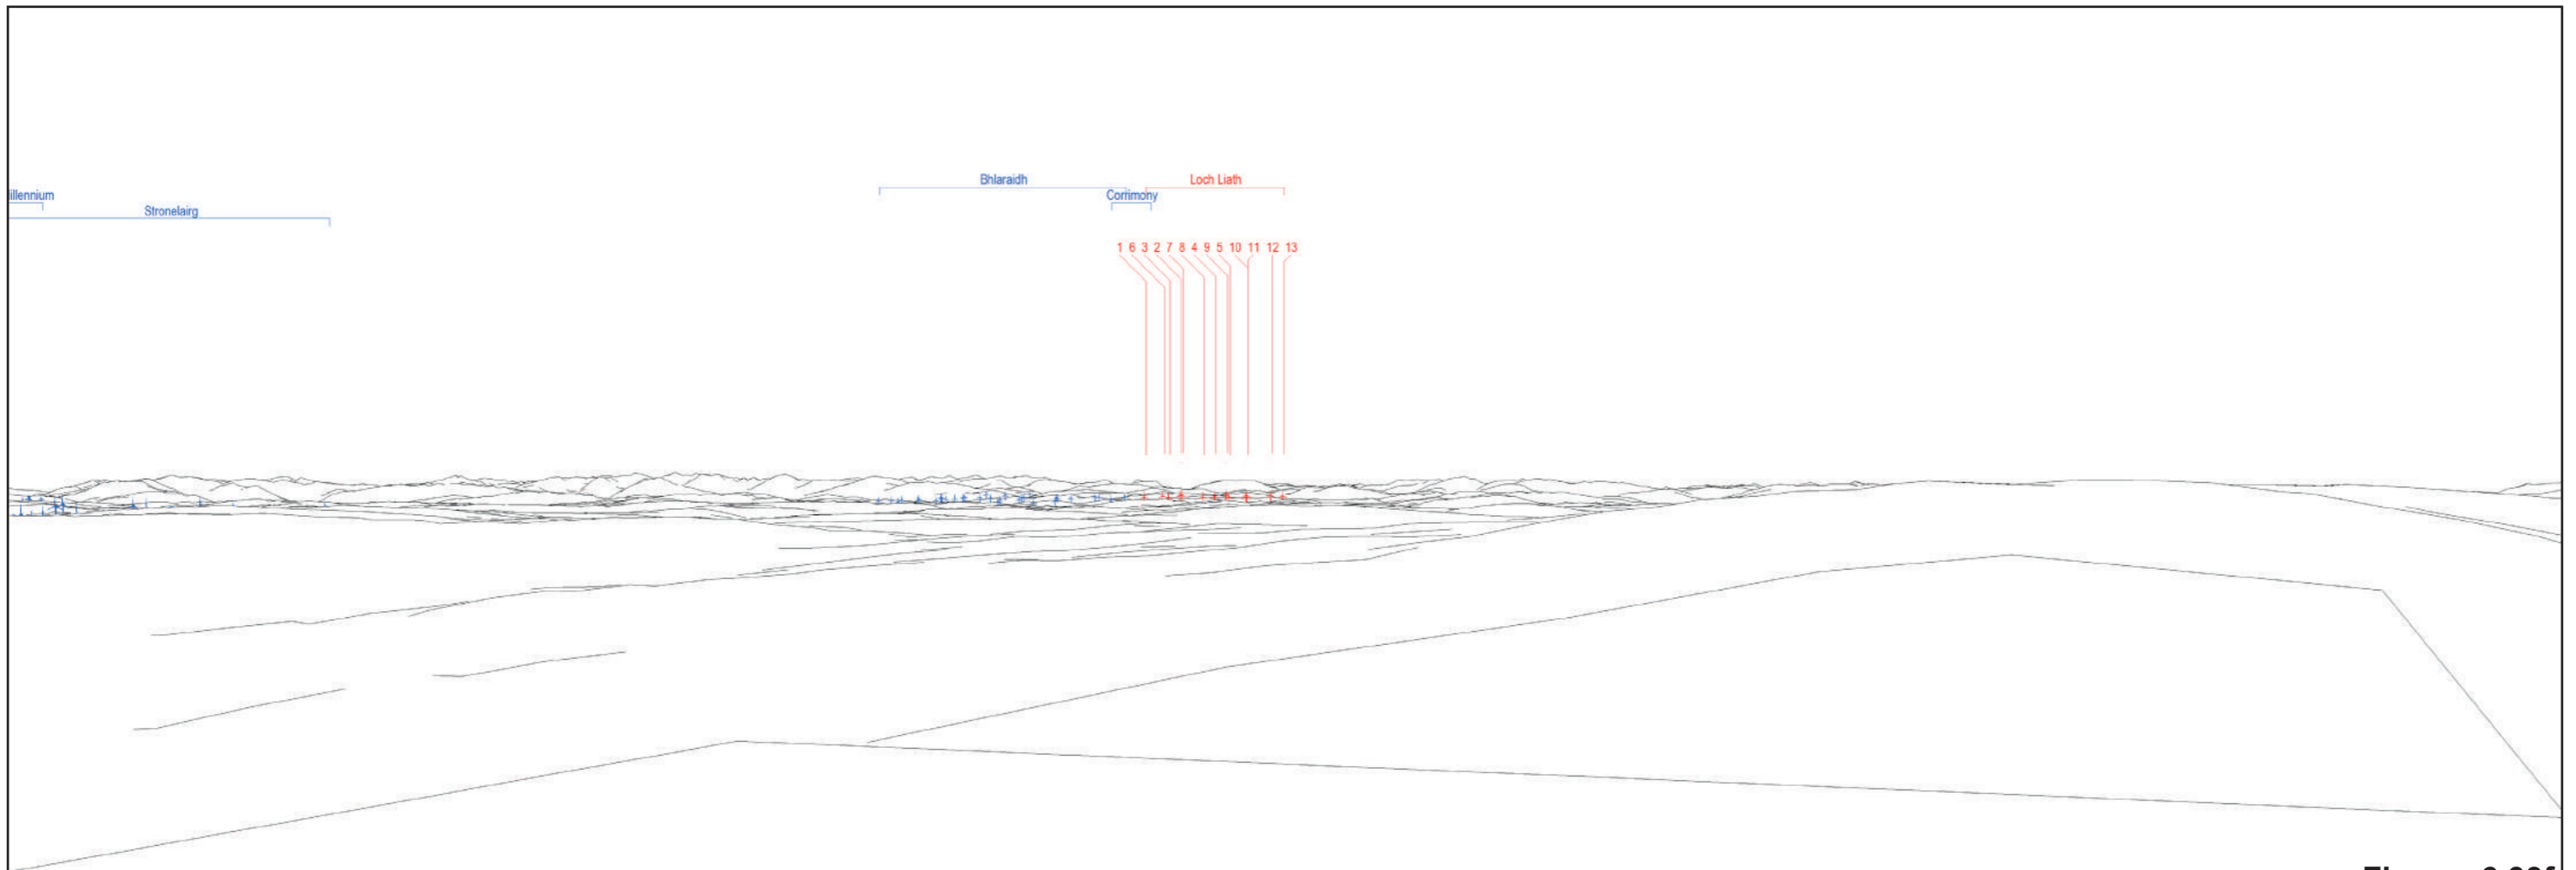 illennium
Stronelairg
Bhlaraidh
Corrimony
Loch Liath
1 6 3 2 7 8 4 9 5 10 11 12 13